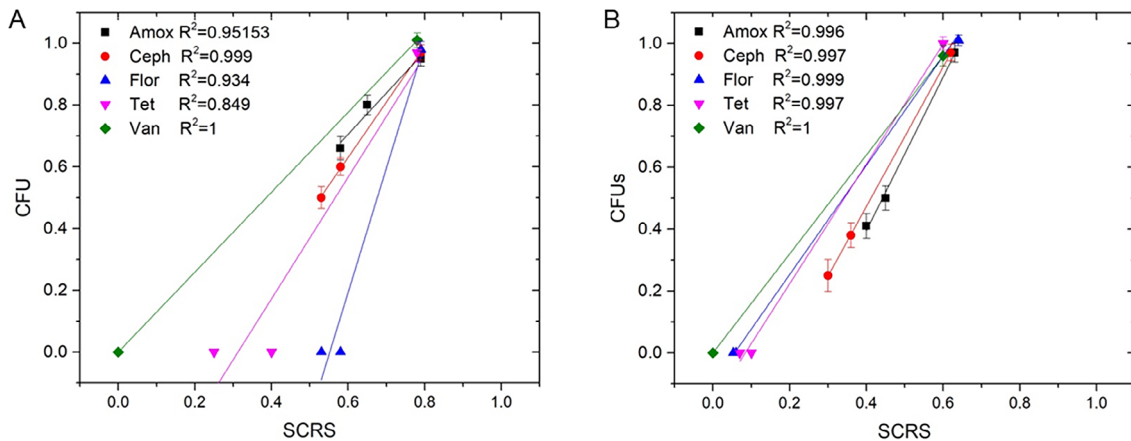 A
Amox R²=0.95153
Ceph R²=0.999
Flor R²=0.934
Tet R²=0.849
Van R²=1
CFU
1.0
0.8
0.6
0.4
0.2
0.0
0.0 0.2 0.4 0.6 0.8 1.0
SCRS
B
Amox R²=0.996
Ceph R²=0.997
Flor R²=0.999
Tet R²=0.997
Van R²=1
CFUs
1.0
0.8
0.6
0.4
0.2
0.0
0.0 0.2 0.4 0.6 0.8 1.0
SCRS